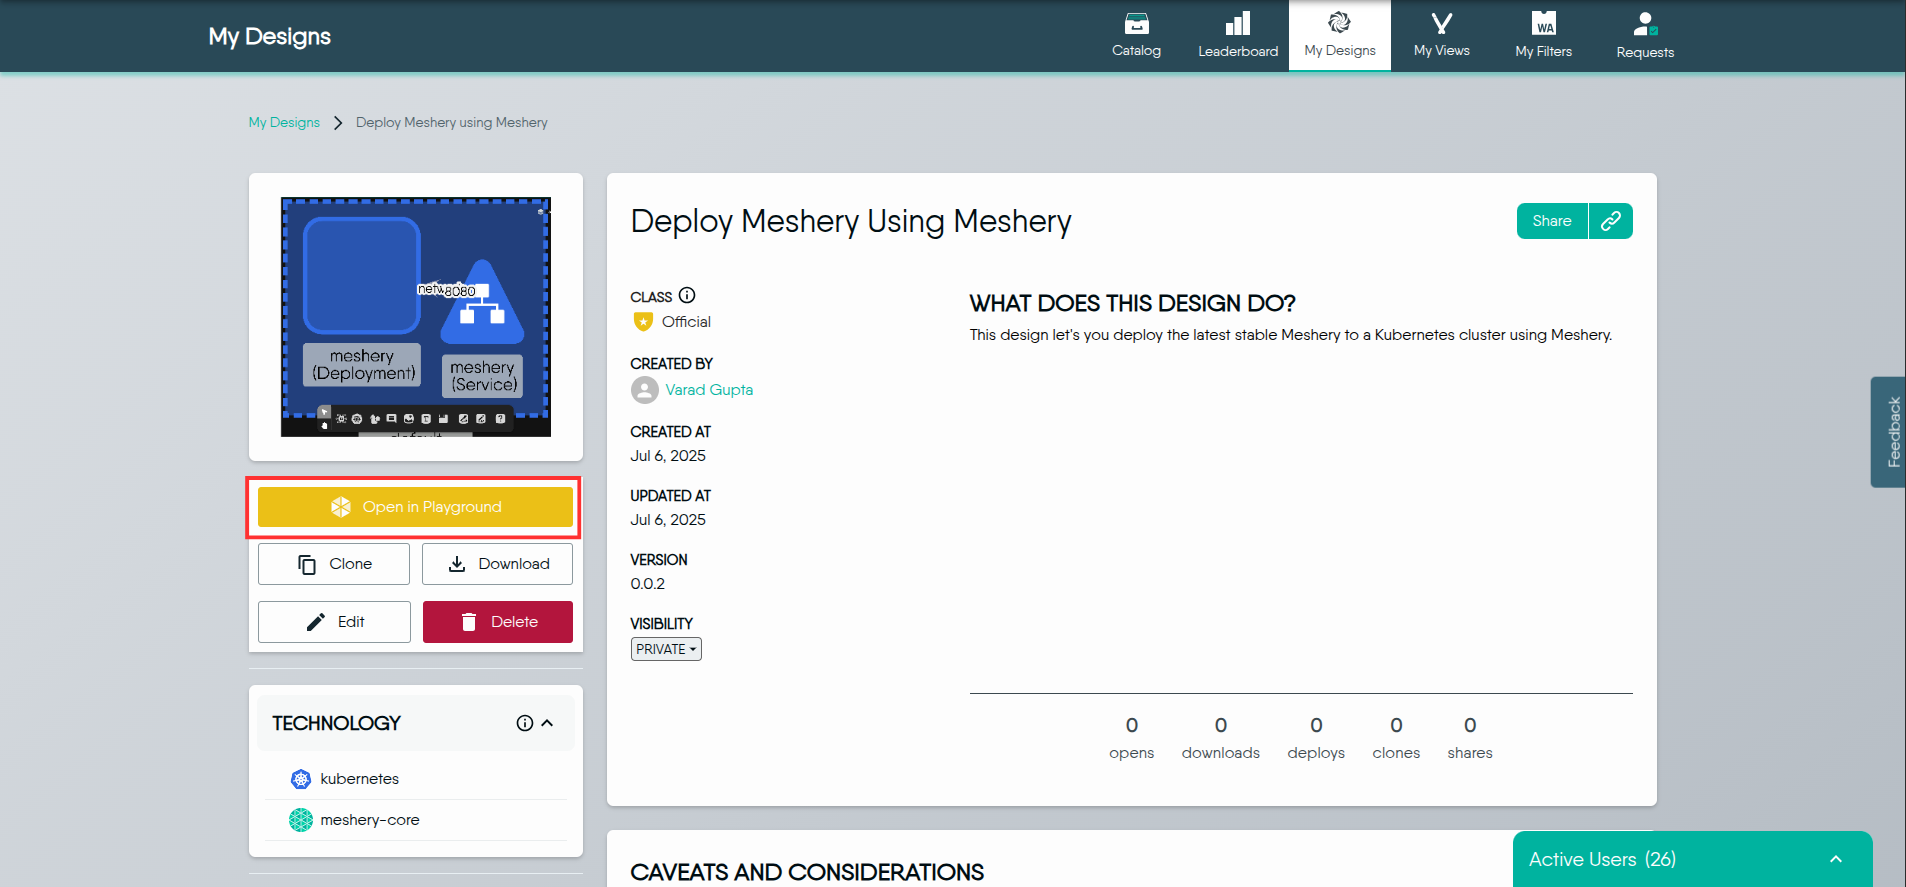 My Designs
Catalog
Leaderboard
My Designs
My Views
WA
My Filters
Requests
My Designs
Deploy Meshery using Meshery
netw8080
meshery
(Deployment)
meshery
(Service)
Open in Playground
Clone
Download
Edit
Delete
TECHNOLOGY
kubernetes
meshery-core
Deploy Meshery Using Meshery
Share
CLASS
Official
CREATED BY
Varad Gupta
CREATED AT
Jul 6, 2025
UPDATED AT
Jul 6, 2025
VERSION
0.0.2
VISIBILITY
PRIVATE
WHAT DOES THIS DESIGN DO?
This design let's you deploy the latest stable Meshery to a Kubernetes cluster using Meshery.
0 0 0 0 0
opens downloads deploys clones shares
CAVEATS AND CONSIDERATIONS
Feedback
Active Users (26)